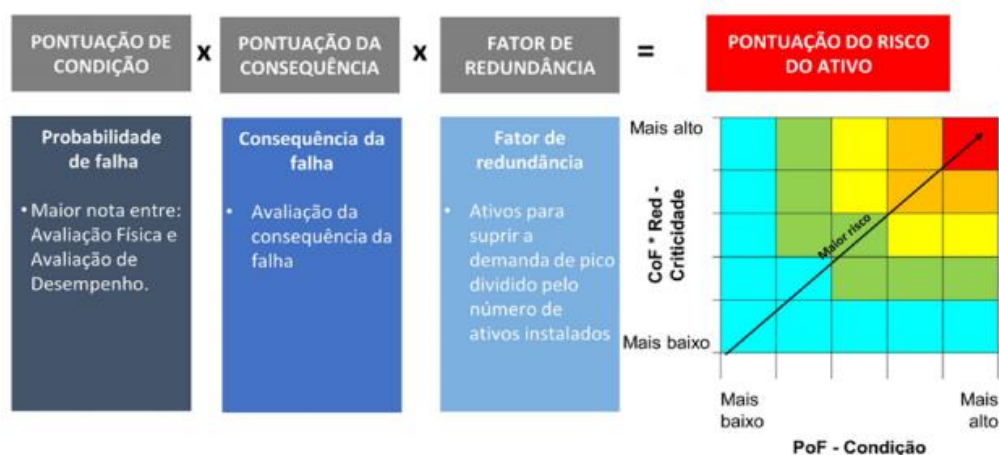 PONTUAÇÃO DE
CONDIÇÃO
x
PONTUAÇÃO DA
CONSEQUÊNCIA
x
FATOR DE
REDUNDÂNCIA
=
PONTUAÇÃO DO RISCO
DO ATIVO
Probabilidade
de falha
• Maior nota entre:
Avaliação Física e
Avaliação de
Desempenho.
Consequência da
falha
• Avaliação da
consequência da
falha
Fator de
redundância
• Ativos para
suprir a
demanda de pico
dividido pelo
número de
ativos instalados
Mais alto
CoF * Red -
Criticidade
Mais baixo
Maior risco
Mais
baixo
Mais
alto
PoF - Condição